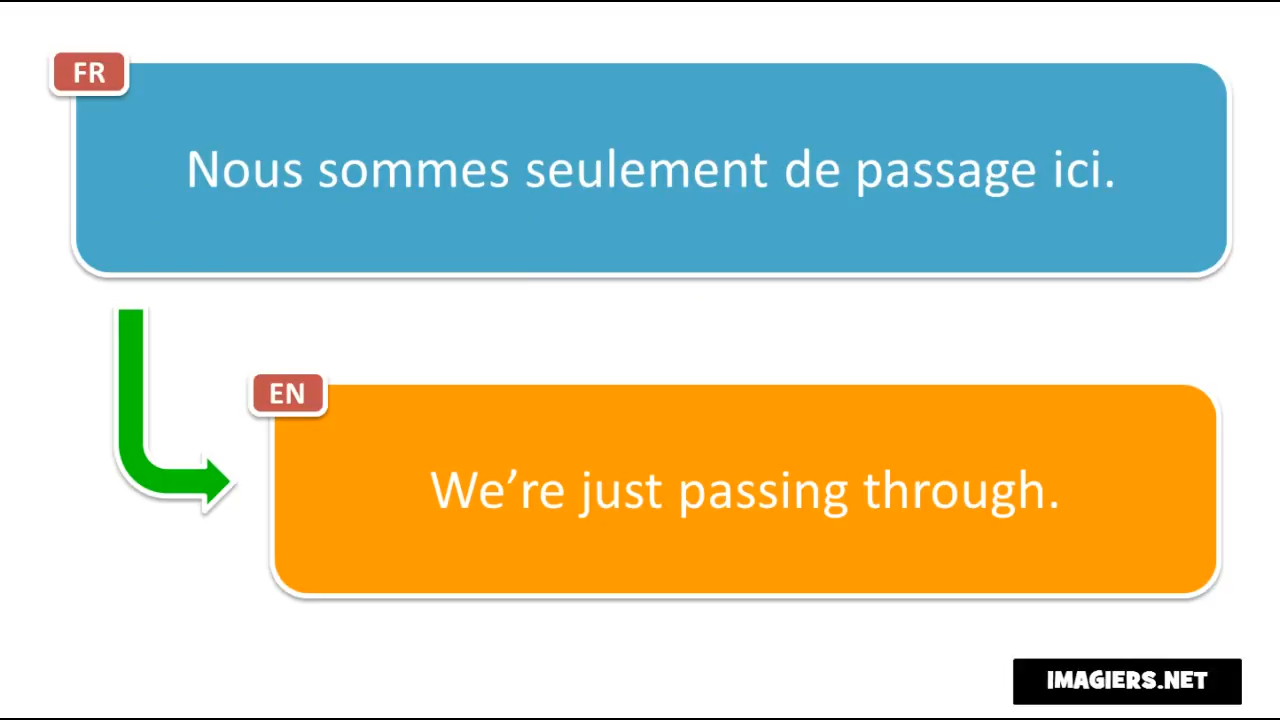 FR
Nous sommes seulement de passage ici.
EN
We’re just passing through.
IMAGIERS.NET